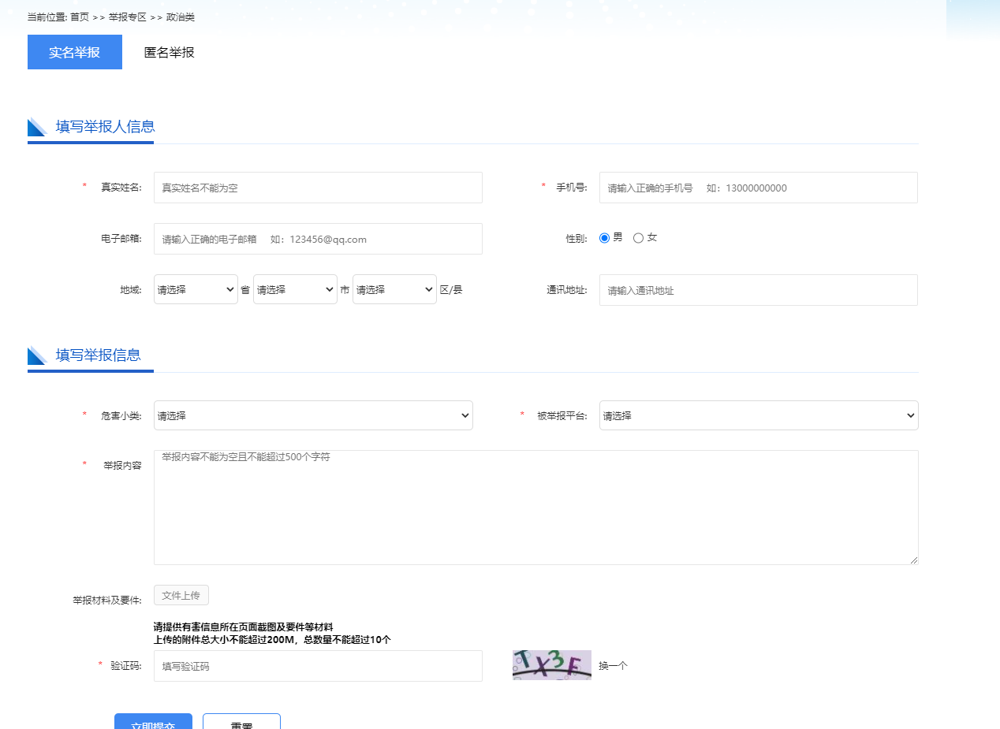 当前位置: 首页 >> 举报专区 >> 政治类
实名举报 匿名举报
填写举报人信息
* 真实姓名: 真实姓名不能为空 * 手机号: 请输入正确的手机号 如：13000000000
电子邮箱: 请输入正确的电子邮箱 如：123456@qq.com 性别: 男 女
地域: 请选择 省 请选择 市 请选择 区/县 通讯地址: 请输入通讯地址
填写举报信息
* 危害小类: 请选择 * 被举报平台: 请选择
* 举报内容 举报内容不能为空且不能超过500个字符
举报材料及要件: 文件上传
请提供有害信息所在页面截图及要件等材料
上传的附件总大小不能超过200M，总数量不能超过10个
* 验证码: 填写验证码 TX3F 换一个
立即提交 重置